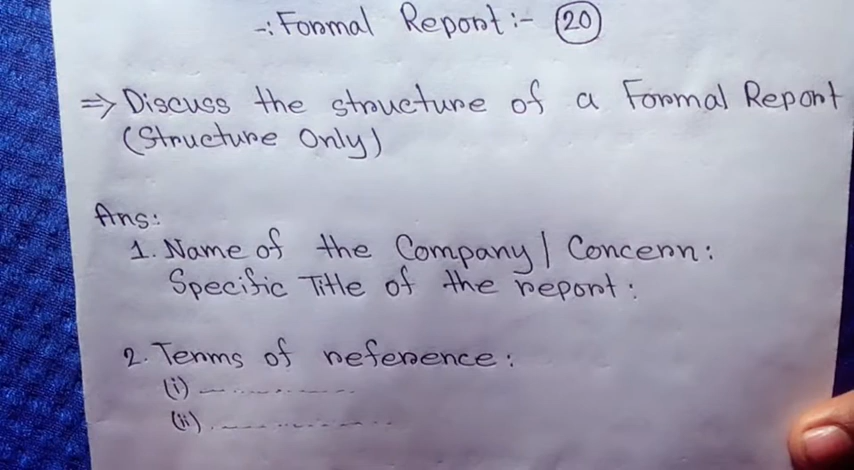 -: Formal Report :- 20
⇒ Discuss the structure of a Formal Report
(Structure Only)
Ans:
1. Name of the Company / Concern:
Specific Title of the report:
2. Terms of reference:
(i) ..............
(ii) ..............